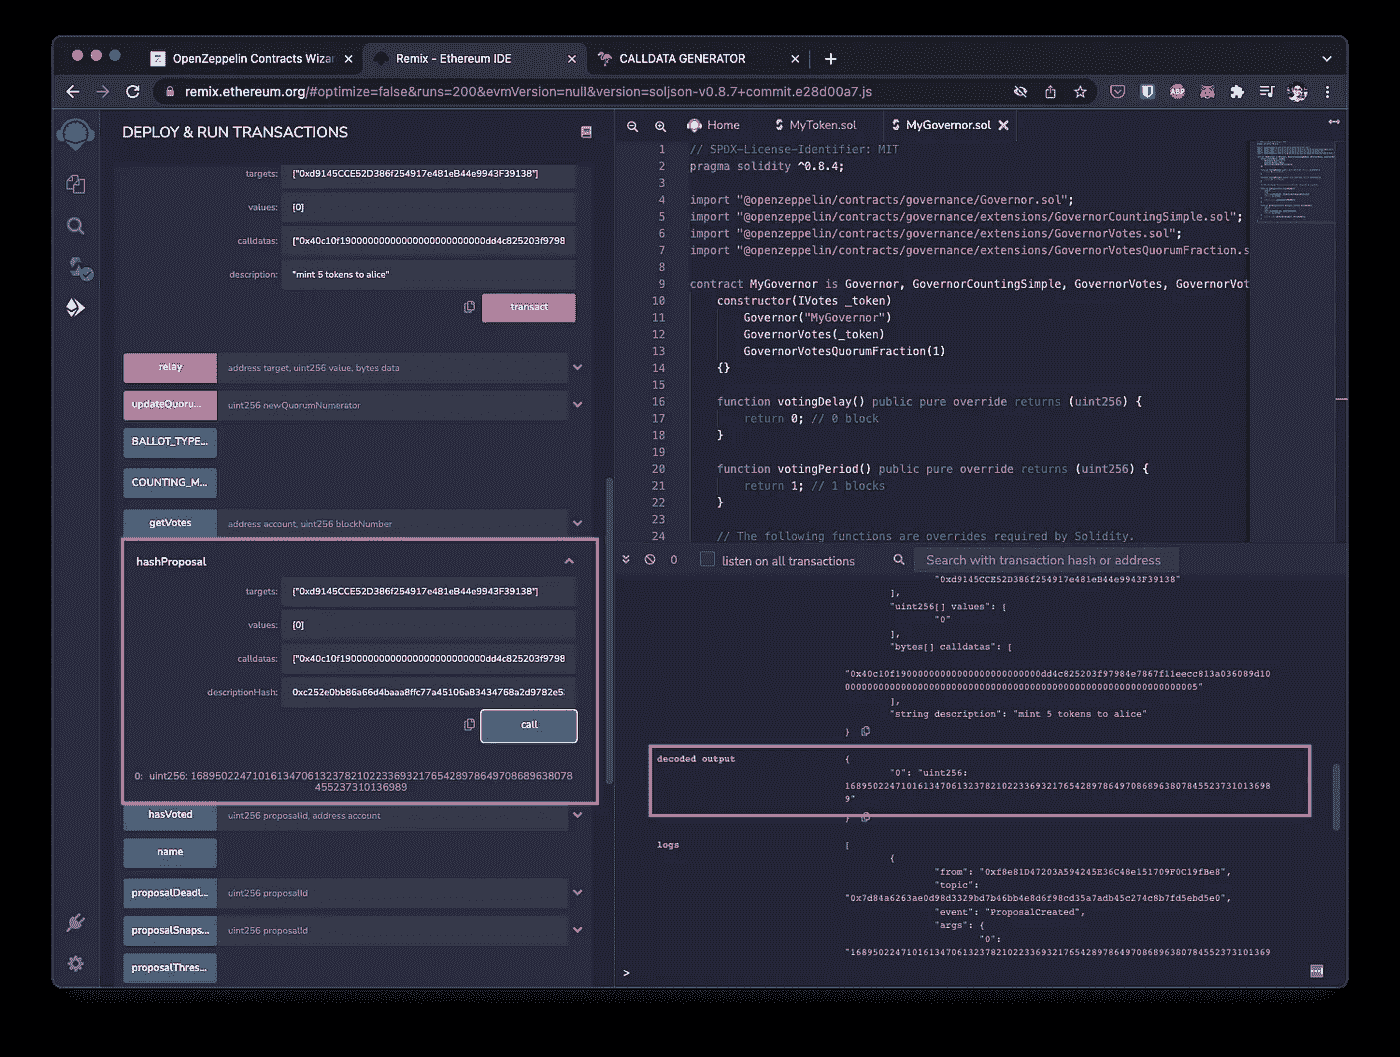 OpenZeppelin Contracts Wizar
Remix - Ethereum IDE
CALLDATA GENERATOR
remix.ethereum.org/#optimize=false&runs=200&evmVersion=null&version=soljson-v0.8.7+commit.e28d00a7.js
ABP
DEPLOY & RUN TRANSACTIONS
targets: ["0xd9145CCE52D386f254917e481eB44e9943F39138"]
values: [0]
calldatas: ["0x40c10f19000000000000000000000000dd4c825203f9798
description: "mint 5 tokens to alice"
transact
relay address target, uint256 value, bytes data
updateQuoru... uint256 newQuorumNumerator
BALLOT_TYPE...
COUNTING_M...
getVotes address account, uint256 blockNumber
hashProposal
targets: ["0xd9145CCE52D386f254917e481eB44e9943F39138"]
values: [0]
calldatas: ["0x40c10f19000000000000000000000000dd4c825203f9798
descriptionHash: 0xc252e0bb86a66d4baaa8ffc77a45106a83434768a2d9782e5
call
0: uint256: 168950224710161347061323782102233693217654289786497086896380 78
455237310136989
hasVoted uint256 proposalId, address account
name
proposalDeadl... uint256 proposalId
proposalSnaps... uint256 proposalId
proposalThres...
Home
MyToken.sol
MyGovernor.sol
1 // SPDX-License-Identifier: MIT
2 pragma solidity ^0.8.4;
3
4 import "@openzeppelin/contracts/governance/Governor.sol";
5 import "@openzeppelin/contracts/governance/extensions/GovernorCountingSimple.sol";
6 import "@openzeppelin/contracts/governance/extensions/GovernorVotes.sol";
7 import "@openzeppelin/contracts/governance/extensions/GovernorVotesQuorumFraction.s
8
9 contract MyGovernor is Governor, GovernorCountingSimple, GovernorVotes, GovernorVot
10 constructor(IVotes _token)
11 Governor("MyGovernor")
12 GovernorVotes(_token)
13 GovernorVotesQuorumFraction(1)
14 {}
15
16 function votingDelay() public pure override returns (uint256) {
17 return 0; // 0 block
18 }
19
20 function votingPeriod() public pure override returns (uint256) {
21 return 1; // 1 blocks
22 }
23
24 // The following functions are overrides required by Solidity.
0
listen on all transactions
Search with transaction hash or address
"0xd9145CCE52D386f254917e481eB44e9943F39138"
],
"uint256[] values": [
"0"
],
"bytes[] calldatas": [
"0x40c10f19000000000000000000000000dd4c825203f97984e7867f11eecc813a036089d10
000000000000000000000000000000000000000000000000000000000000005"
],
"string description": "mint 5 tokens to alice"
}
decoded output {
"0": "uint256:
1689502247101613470613237821022336932176542897864970868963807845523731013698
9"
}
logs [
{
"from": "0xf8e81D47203A594245E36C48e151709F0C19fBe8",
"topic":
"0x7d84a6263ae0d98d3329bd7b46bb4e8d6f98cd35a7adb45c274c8b7fd5ebd5e0",
"event": "ProposalCreated",
"args": {
"0":
"168950224710161347061323782102233693217654289786497086896380784552373101369
>